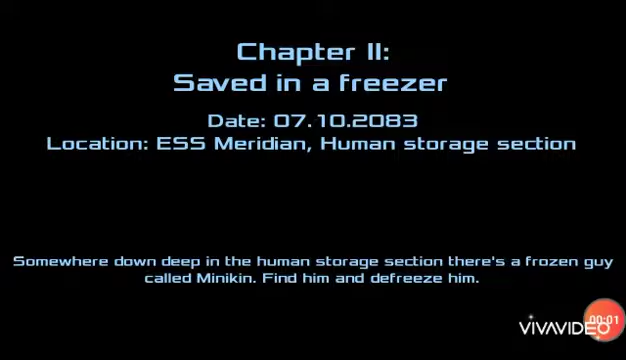 Chapter II:
Saved in a freezer
Date: 07.10.2083
Location: ESS Meridian, Human storage section
Somewhere down deep in the human storage section there's a frozen guy
called Minikin. Find him and defreeze him.
00:01
VIVAVIDEO